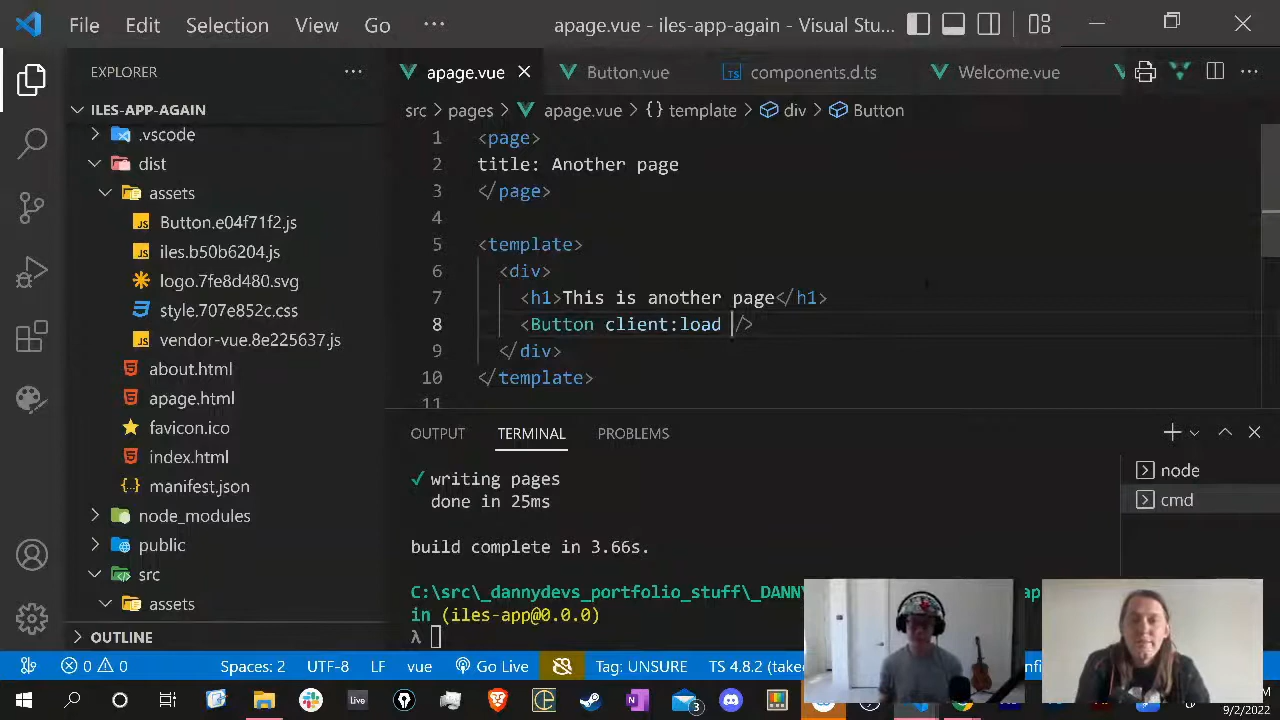 File Edit Selection View Go ··· apage.vue - iles-app-again - Visual Stu...
EXPLORER ···
apage.vue Button.vue components.d.ts Welcome.vue ···
ILES-APP-AGAIN
src > pages > apage.vue > {} template > div > Button
.vscode
dist
assets
Button.e04f71f2.js
iles.b50b6204.js
logo.7fe8d480.svg
style.707e852c.css
vendor-vue.8e225637.js
about.html
apage.html
favicon.ico
index.html
manifest.json
node_modules
public
src
assets
OUTLINE
1 <page>
2 title: Another page
3 </page>
4
5 <template>
6 <div>
7 <h1>This is another page</h1>
8 <Button client:load />
9 </div>
10 </template>
11
OUTPUT TERMINAL PROBLEMS
✓ writing pages
done in 25ms
build complete in 3.66s.
C:\src\_dannydevs_portfolio_stuff\_DANNY
in (iles-app@0.0.0)
λ
node
cmd
0 0 Spaces: 2 UTF-8 LF vue Go Live Tag: UNSURE TS 4.8.2 (take
Live 3
9/2/2022